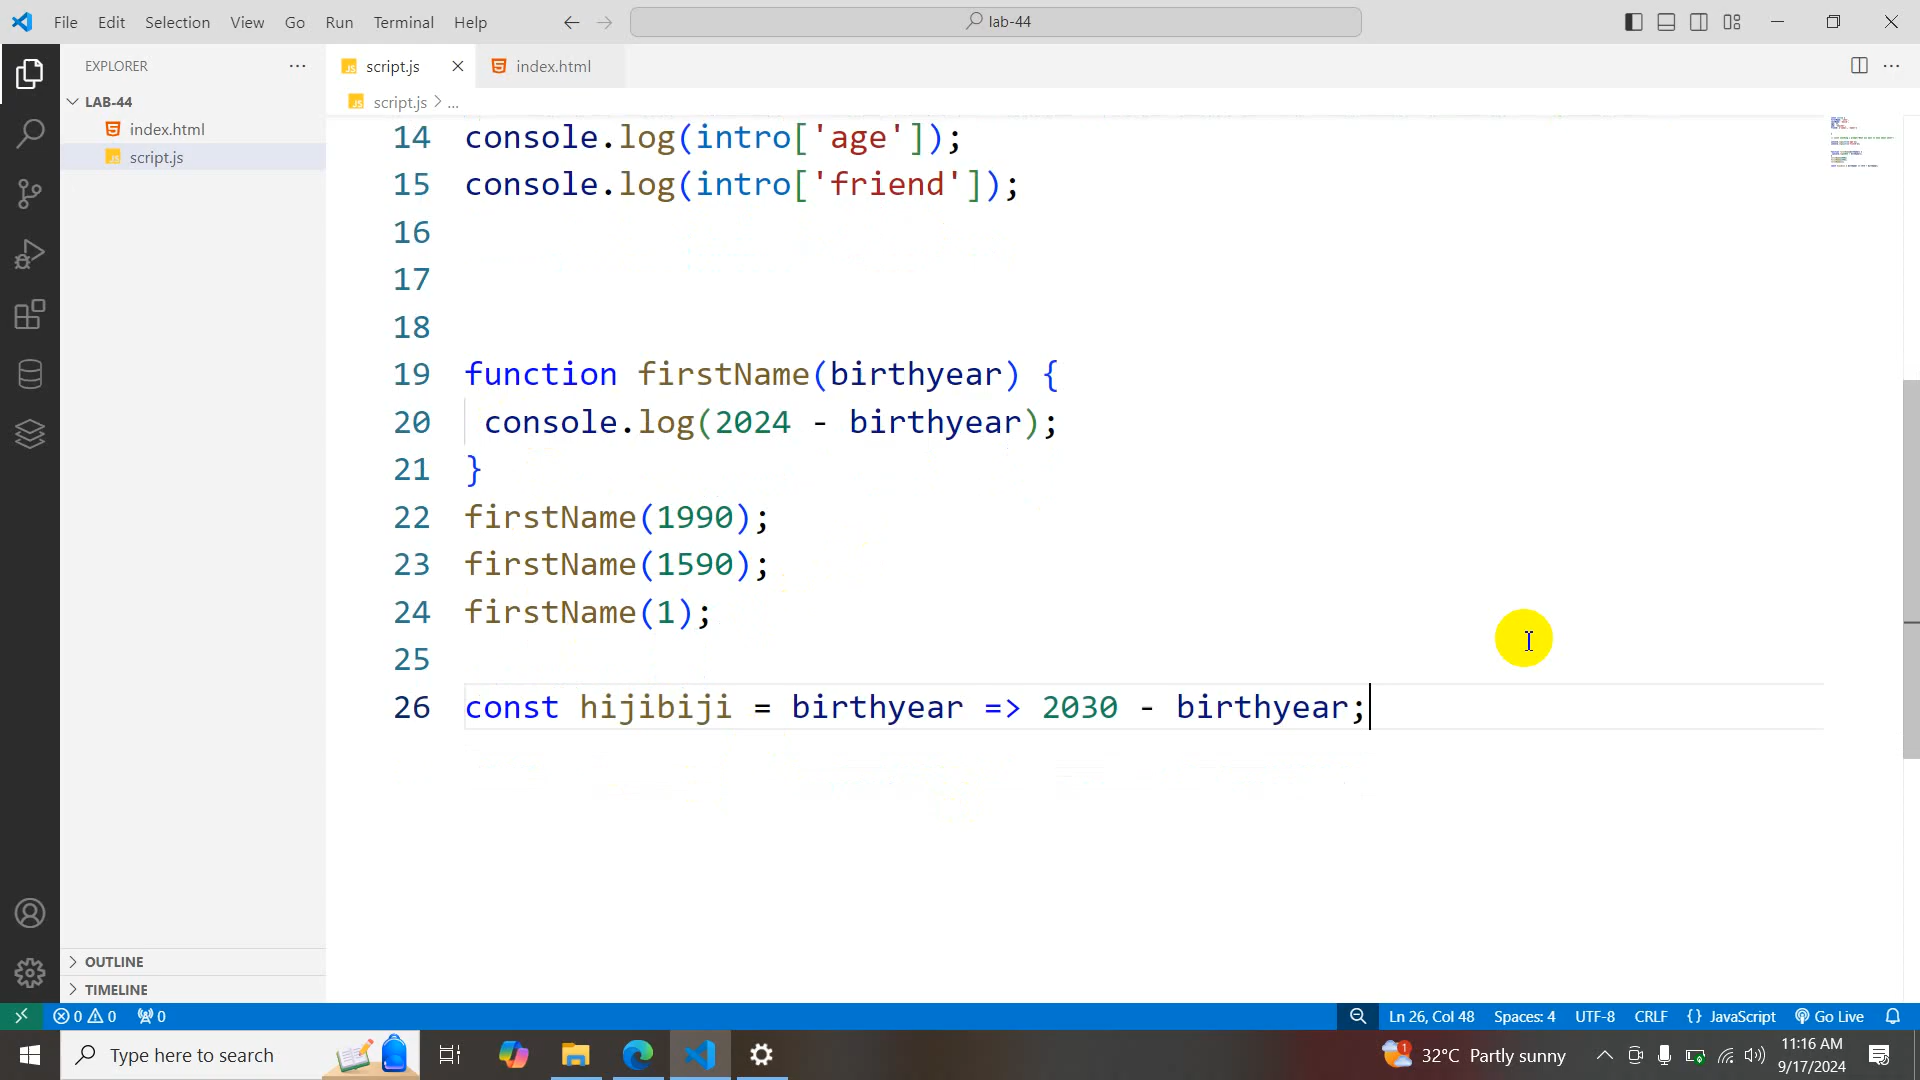 File Edit Selection View Go Run Terminal Help
lab-44
EXPLORER
LAB-44
index.html
script.js
OUTLINE
TIMELINE
script.js
index.html
script.js > ...
14 console.log(intro['age']);
15 console.log(intro['friend']);
16
17
18
19 function firstName(birthyear) {
20 console.log(2024 - birthyear);
21 }
22 firstName(1990);
23 firstName(1590);
24 firstName(1);
25
26 const hijibiji = birthyear => 2030 - birthyear;
0 0 0
Ln 26, Col 48 Spaces: 4 UTF-8 CRLF {} JavaScript Go Live
Type here to search
1 32°C Partly sunny
11:16 AM
9/17/2024